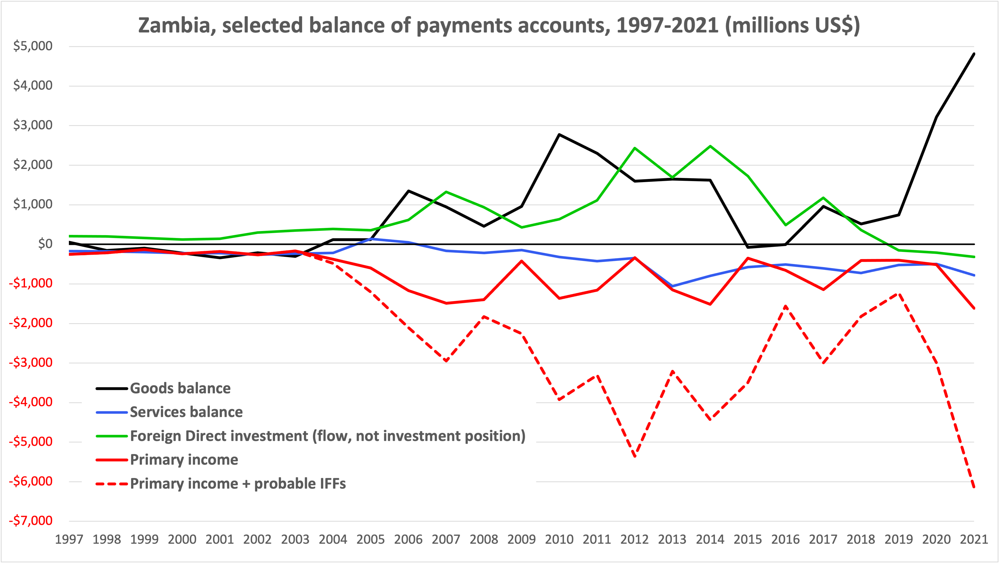 Zambia, selected balance of payments accounts, 1997-2021 (millions US$)
$5,000
$4,000
$3,000
$2,000
$1,000
$0
-$1,000
-$2,000
-$3,000
-$4,000
-$5,000
-$6,000
-$7,000
Goods balance
Services balance
Foreign Direct investment (flow, not investment position)
Primary income
Primary income + probable IFFs
1997 1998 1999 2000 2001 2002 2003 2004 2005 2006 2007 2008 2009 2010 2011 2012 2013 2014 2015 2016 2017 2018 2019 2020 2021